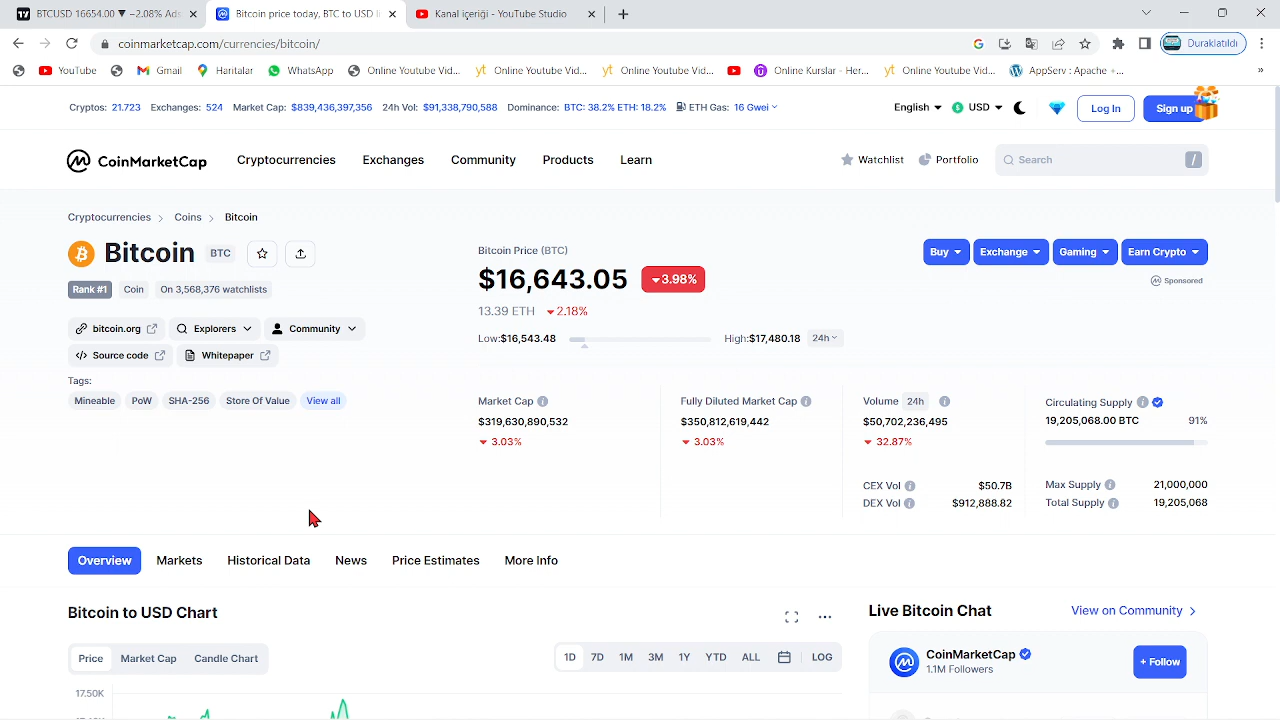 BTCUSD 16654.00 ▼ −2.08% Ads
Bitcoin price today, BTC to USD li
Kanal içeriği - YouTube Studio
coinmarketcap.com/currencies/bitcoin/
Duraklatıldı
YouTube
Gmail
Haritalar
WhatsApp
Online Youtube Vid...
Online Youtube Vid...
Online Youtube Vid...
Online Kurslar - Her...
Online Youtube Vid...
AppServ : Apache +...
»
Cryptos: 21.723 Exchanges: 524 Market Cap: $839,436,397,356 24h Vol: $91,338,790,588 Dominance: BTC: 38.2% ETH: 18.2% ETH Gas: 16 Gwei
English USD Log In Sign up
CoinMarketCap Cryptocurrencies Exchanges Community Products Learn
Watchlist Portfolio Search /
Cryptocurrencies > Coins > Bitcoin
Bitcoin BTC
Rank #1 Coin On 3,568,376 watchlists
bitcoin.org Explorers Community
</> Source code Whitepaper
Tags:
Mineable PoW SHA-256 Store Of Value View all
Bitcoin Price (BTC)
$16,643.05 ▼3.98%
13.39 ETH ▼2.18%
Low:$16,543.48 High:$17,480.18 24h
Buy Exchange Gaming Earn Crypto
Sponsored
Market Cap
$319,630,890,532
▼ 3.03%
Fully Diluted Market Cap
$350,812,619,442
▼ 3.03%
Volume 24h
$50,702,236,495
▼ 32.87%
CEX Vol $50.7B
DEX Vol $912,888.82
Circulating Supply
19,205,068.00 BTC 91%
Max Supply 21,000,000
Total Supply 19,205,068
Overview Markets Historical Data News Price Estimates More Info
Bitcoin to USD Chart
Price Market Cap Candle Chart
1D 7D 1M 3M 1Y YTD ALL LOG
17.50K
Live Bitcoin Chat View on Community >
CoinMarketCap
1.1M Followers
+ Follow